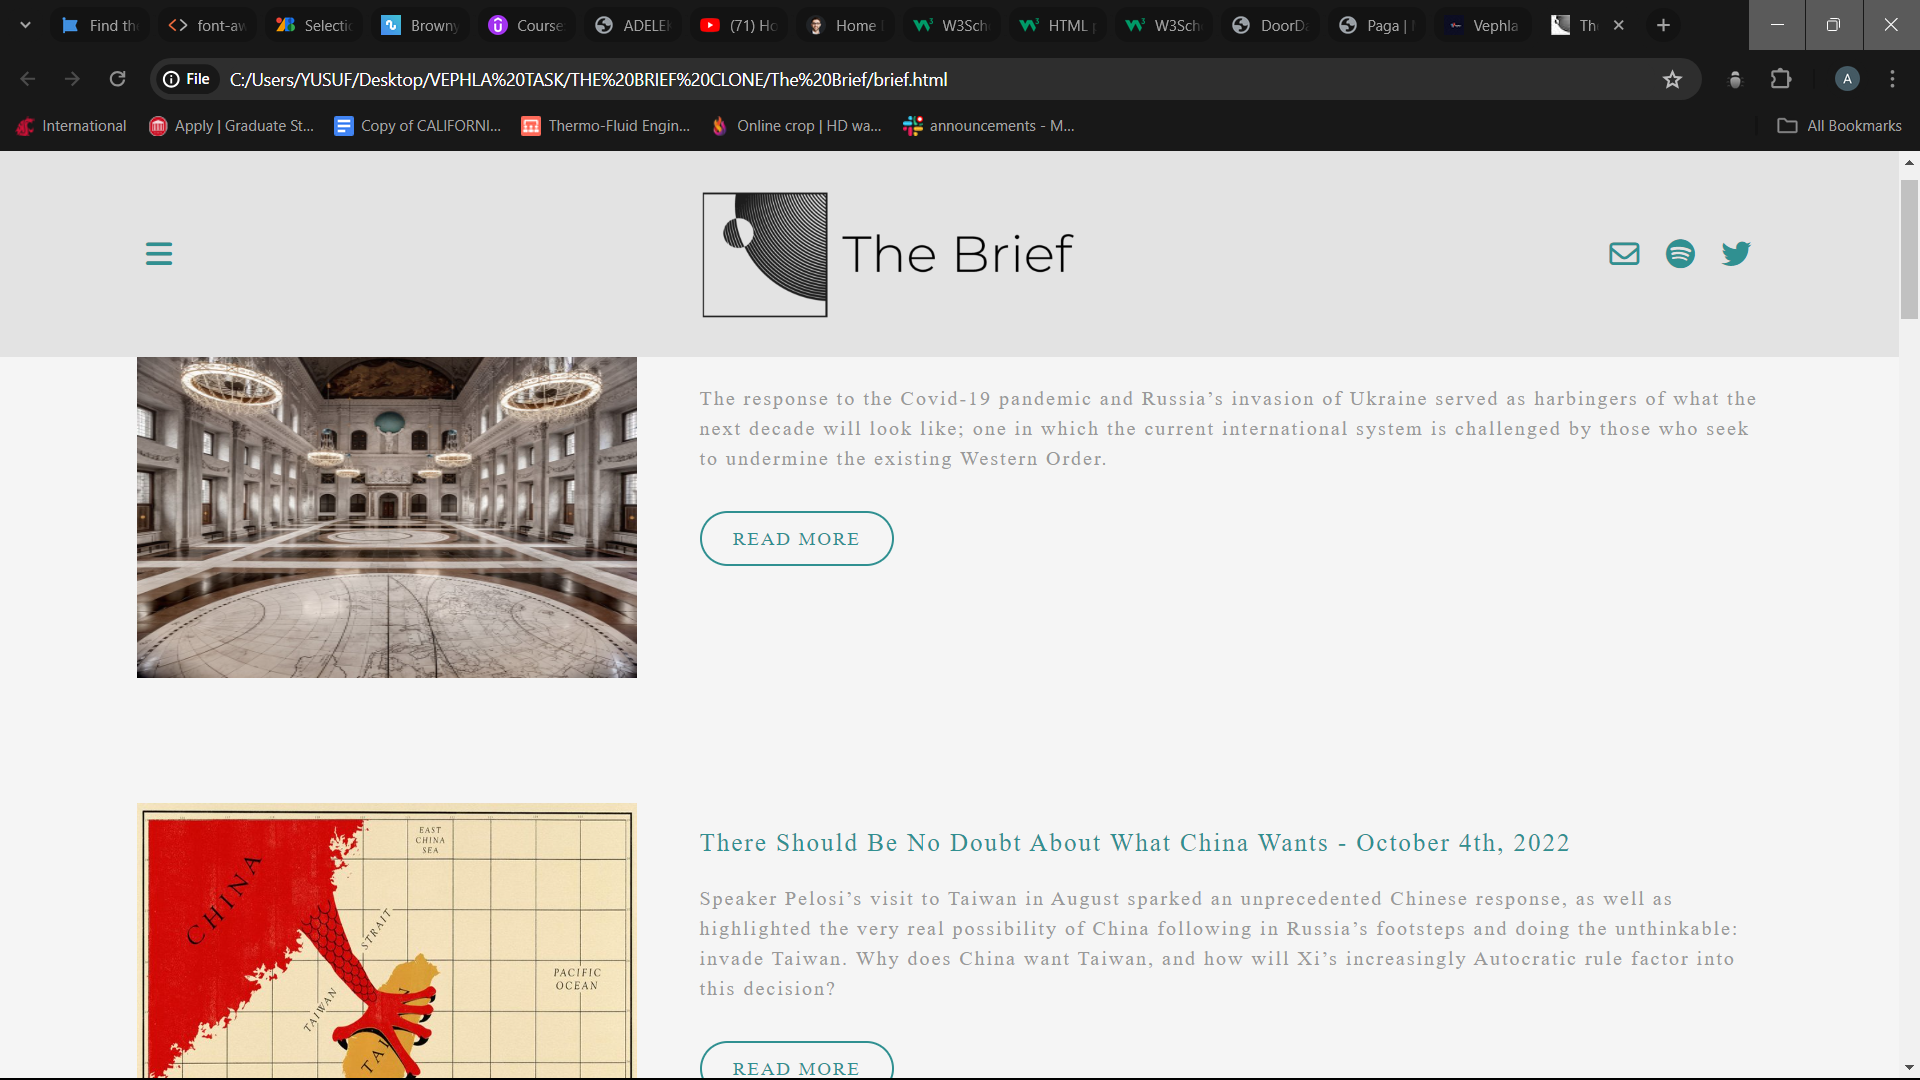 Find th
font-aw
Selecti
Browny
Course
ADELEK
(71) Ho
Home
W3Sch
HTML
W3Sch
DoorDa
Paga |
Vephla
Th
File
C:/Users/YUSUF/Desktop/VEPHLA%20TASK/THE%20BRIEF%20CLONE/The%20Brief/brief.html
A
International
Apply | Graduate St...
Copy of CALIFORNI...
Thermo-Fluid Engin...
Online crop | HD wa...
announcements - M...
All Bookmarks
The Brief
The response to the Covid-19 pandemic and Russia’s invasion of Ukraine served as harbingers of what the
next decade will look like; one in which the current international system is challenged by those who seek
to undermine the existing Western Order.
READ MORE
EAST
CHINA
SEA
CHINA
STRAIT
TAIWAN
PACIFIC
OCEAN
There Should Be No Doubt About What China Wants - October 4th, 2022
Speaker Pelosi’s visit to Taiwan in August sparked an unprecedented Chinese response, as well as
highlighted the very real possibility of China following in Russia’s footsteps and doing the unthinkable:
invade Taiwan. Why does China want Taiwan, and how will Xi’s increasingly Autocratic rule factor into
this decision?
READ MORE